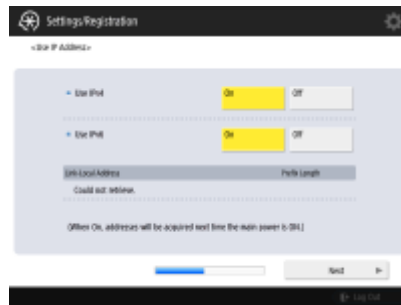 Settings/Registration
<Use IP Address>
Use IPv4
On
Off
Use IPv6
On
Off
Link-Local Address
Prefix Length
Could not retrieve.
(When On, addresses will be acquired next time the main power is ON.)
Next
Log Out